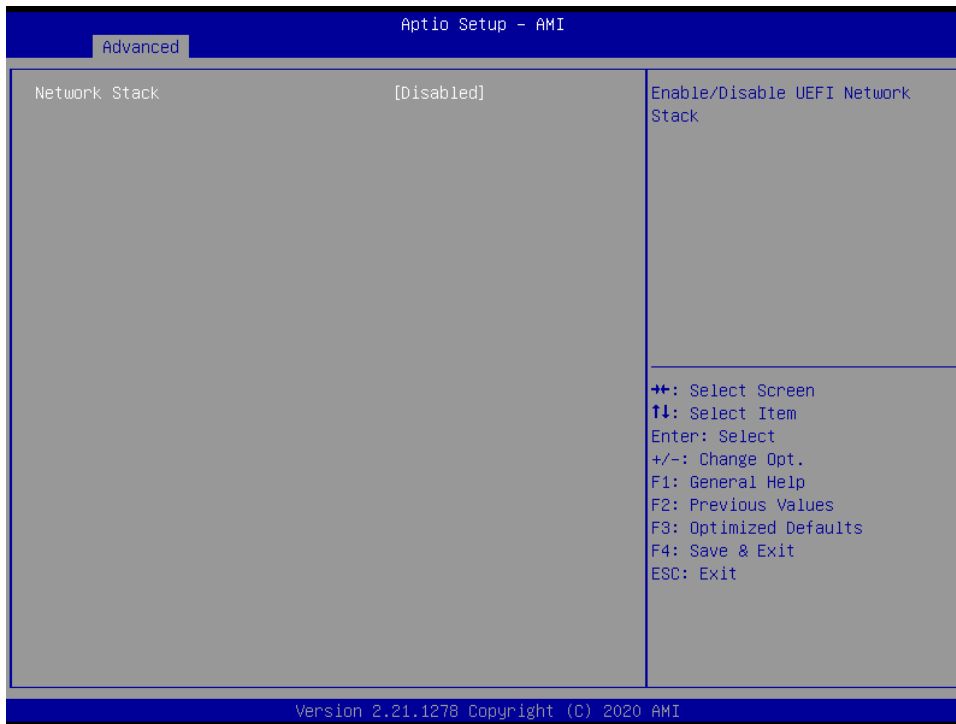 Aptio Setup – AMI
Advanced
Network Stack [Disabled]
Enable/Disable UEFI Network
Stack
→←: Select Screen
↑↓: Select Item
Enter: Select
+/-: Change Opt.
F1: General Help
F2: Previous Values
F3: Optimized Defaults
F4: Save & Exit
ESC: Exit
Version 2.21.1278 Copyright (C) 2020 AMI